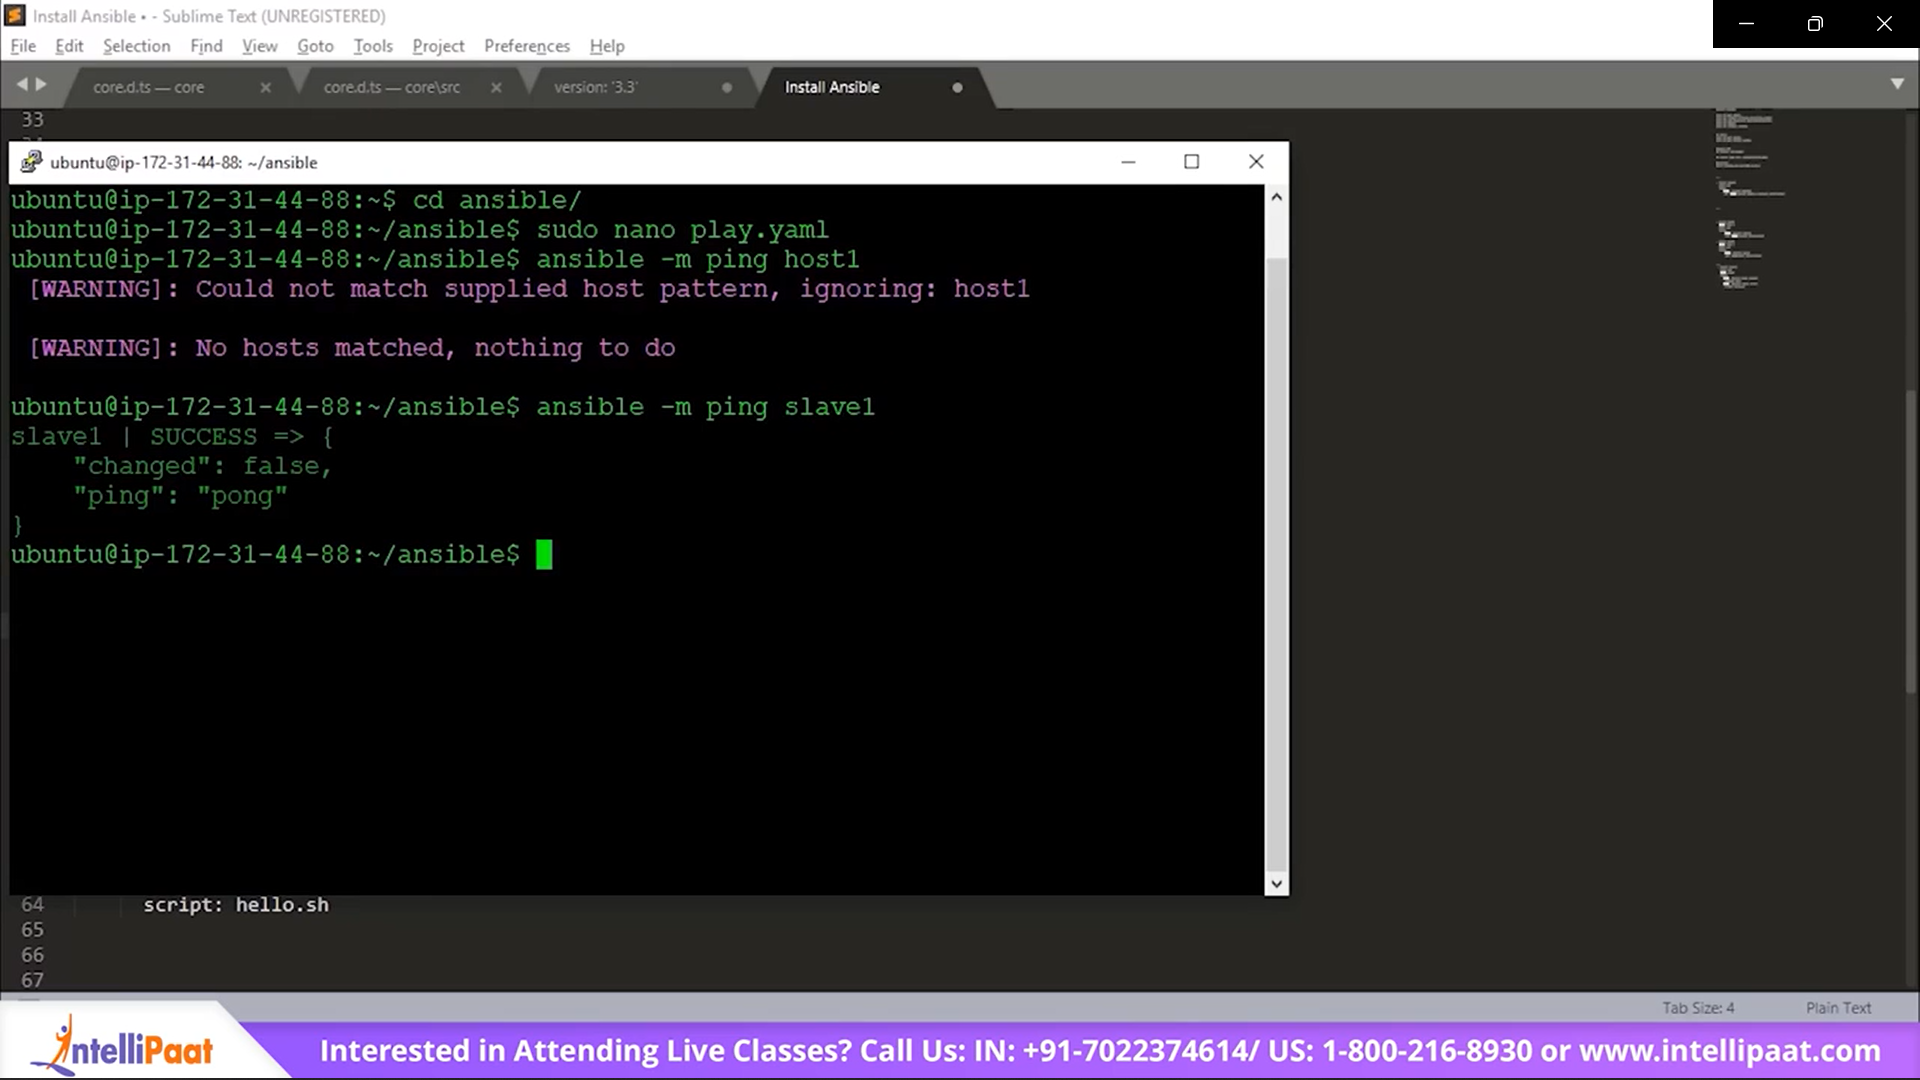 Install Ansible • - Sublime Text (UNREGISTERED)
File Edit Selection Find View Goto Tools Project Preferences Help
core.d.ts — core core.d.ts — core\src version: '3.3' Install Ansible
33
ubuntu@ip-172-31-44-88: ~/ansible
ubuntu@ip-172-31-44-88:~$ cd ansible/
ubuntu@ip-172-31-44-88:~/ansible$ sudo nano play.yaml
ubuntu@ip-172-31-44-88:~/ansible$ ansible -m ping host1
[WARNING]: Could not match supplied host pattern, ignoring: host1
[WARNING]: No hosts matched, nothing to do
ubuntu@ip-172-31-44-88:~/ansible$ ansible -m ping slave1
slave1 | SUCCESS => {
"changed": false,
"ping": "pong"
}
ubuntu@ip-172-31-44-88:~/ansible$
64 script: hello.sh
65
66
67
Tab Size: 4 Plain Text
IntelliPaat
Interested in Attending Live Classes? Call Us: IN: +91-7022374614/ US: 1-800-216-8930 or www.intellipaat.com